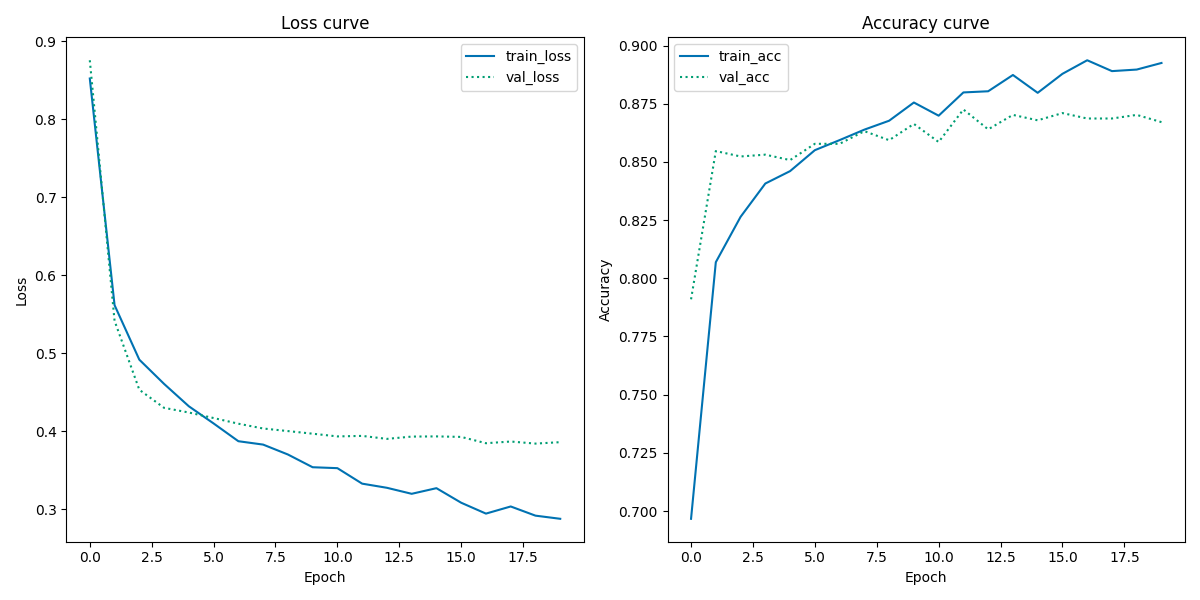 Loss curve
0.9
0.8
0.7
0.6
0.5
0.4
0.3
Loss
train_loss
val_loss
0.0 2.5 5.0 7.5 10.0 12.5 15.0 17.5
Epoch
Accuracy curve
0.900
0.875
0.850
0.825
0.800
0.775
0.750
0.725
0.700
Accuracy
train_acc
val_acc
0.0 2.5 5.0 7.5 10.0 12.5 15.0 17.5
Epoch